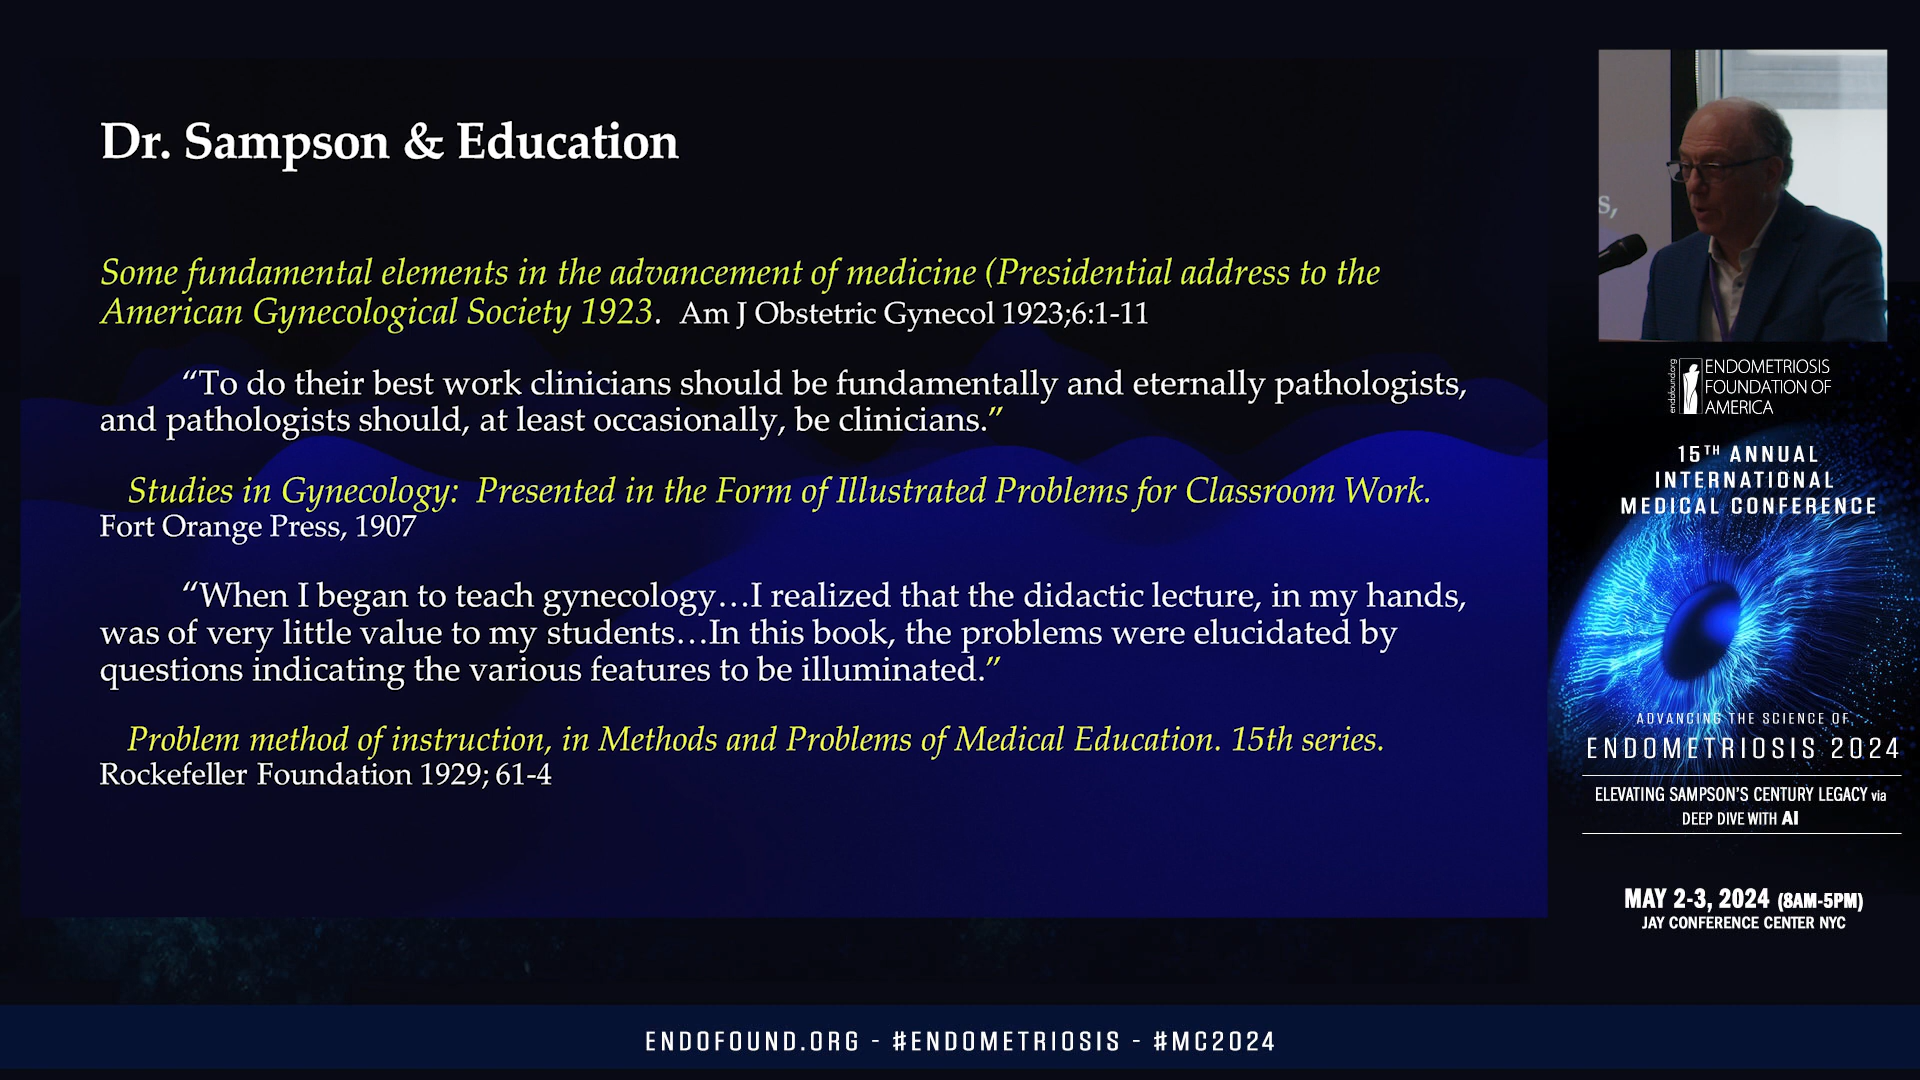 Dr. Sampson & Education
Some fundamental elements in the advancement of medicine (Presidential address to the
American Gynecological Society 1923. Am J Obstetric Gynecol 1923;6:1-11
“To do their best work clinicians should be fundamentally and eternally pathologists,
and pathologists should, at least occasionally, be clinicians.”
Studies in Gynecology: Presented in the Form of Illustrated Problems for Classroom Work.
Fort Orange Press, 1907
“When I began to teach gynecology…I realized that the didactic lecture, in my hands,
was of very little value to my students…In this book, the problems were elucidated by
questions indicating the various features to be illuminated.”
Problem method of instruction, in Methods and Problems of Medical Education. 15th series.
Rockefeller Foundation 1929; 61-4
s,
endofound.org
ENDOMETRIOSIS
FOUNDATION OF
AMERICA
15TH ANNUAL
INTERNATIONAL
MEDICAL CONFERENCE
ADVANCING THE SCIENCE OF
ENDOMETRIOSIS 2024
ELEVATING SAMPSON'S CENTURY LEGACY via
DEEP DIVE WITH AI
MAY 2-3, 2024 (8AM-5PM)
JAY CONFERENCE CENTER NYC
ENDOFOUND.ORG - #ENDOMETRIOSIS - #MC2024